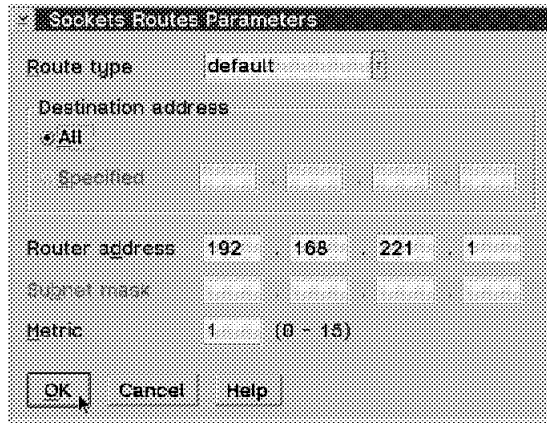 Sockets Routes Parameters
Route type default
Destination address
All
Specified
Router address 192 . 168 . 221 . 1
Subnet mask
Metric 1 (0 - 15)
OK Cancel Help